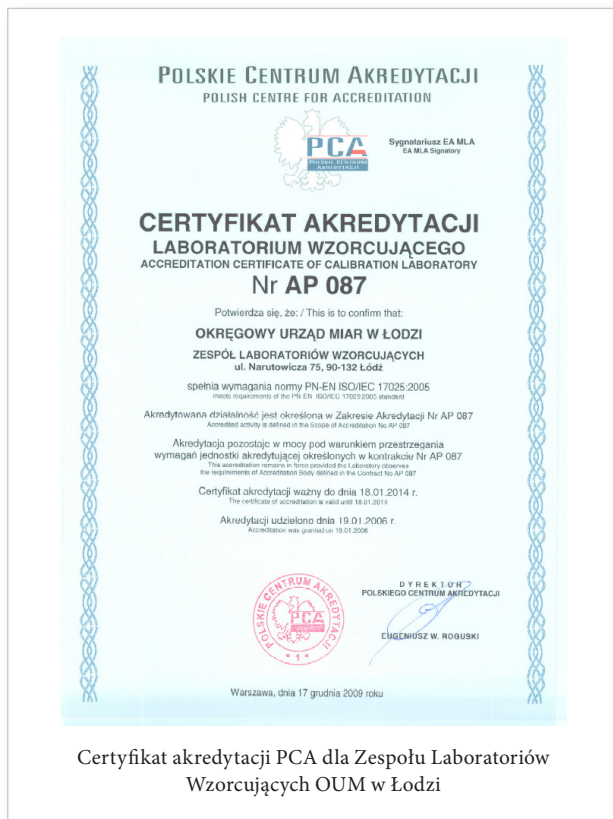 POLSKIE CENTRUM AKREDYTACJI
POLISH CENTRE FOR ACCREDITATION
PCA
POLSKIE CENTRUM
AKREDYTACJI
Sygnatariusz EA MLA
EA MLA Signatory
CERTYFIKAT AKREDYTACJI
LABORATORIUM WZORCUJĄCEGO
ACCREDITATION CERTIFICATE OF CALIBRATION LABORATORY
Nr AP 087
Potwierdza się, że: / This is to confirm that:
OKRĘGOWY URZĄD MIAR W ŁODZI
ZESPÓŁ LABORATORIÓW WZORCUJĄCYCH
ul. Narutowicza 75, 90-132 Łódź
spełnia wymagania normy PN-EN ISO/IEC 17025:2005
meets requirements of the PN EN ISO/IEC 17025:2005 standard
Akredytowana działalność jest określona w Zakresie Akredytacji Nr AP 087
Accredited activity is defined in the Scope of Accreditation No AP 087
Akredytacja pozostaje w mocy pod warunkiem przestrzegania
wymagań jednostki akredytującej określonych w kontrakcie Nr AP 087
This accreditation remains in force provided the Laboratory observes
the requirements of Accreditation Body defined in the Contract No AP 087
Certyfikat akredytacji ważny do dnia 18.01.2014 r.
The certificate of accreditation is valid until 18.01.2014
Akredytacji udzielono dnia 19.01.2006 r.
Accreditation was granted on 19.01.2006
POLSKIE CENTRUM AKREDYTACJI
PCA
* 1 *
DYREKTOR
POLSKIEGO CENTRUM AKREDYTACJI
EUGENIUSZ W. ROGUSKI
Warszawa, dnia 17 grudnia 2009 roku
Certyfikat akredytacji PCA dla Zespołu Laboratoriów
Wzorcujących OUM w Łodzi